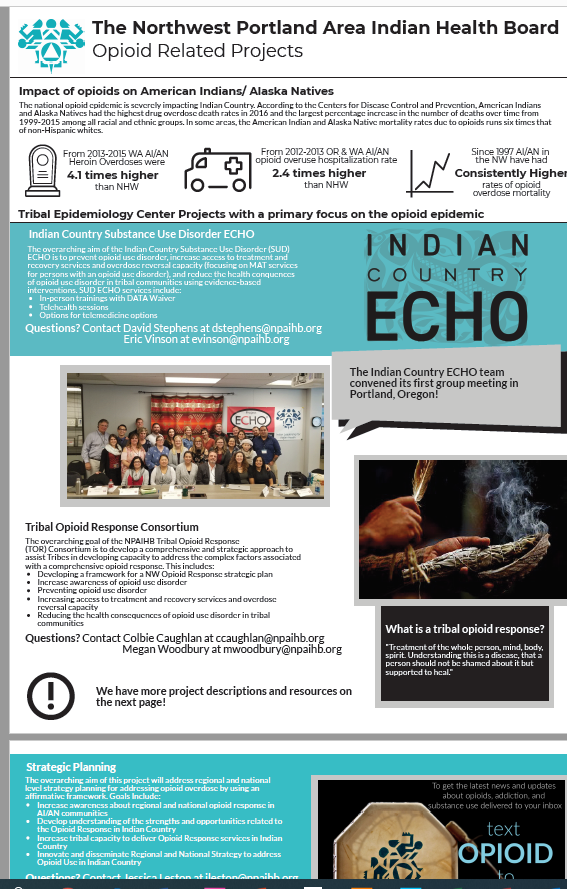 The Northwest Portland Area Indian Health Board
Opioid Related Projects
Impact of opioids on American Indians/ Alaska Natives
The national opioid epidemic is severely impacting Indian Country. According to the Centers for Disease Control and Prevention, American Indians
and Alaska Natives had the highest drug overdose death rates in 2016 and the largest percentage increase in the number of deaths over time from
1999-2015 among all racial and ethnic groups. In some areas, the American Indian and Alaska Native mortality rates due to opioids runs six times that
of non-Hispanic whites.
From 2013-2015 WA AI/AN
Heroin Overdoses were
4.1 times higher
than NHW
From 2012-2013 OR & WA AI/AN
opioid overuse hospitalization rate
2.4 times higher
than NHW
Since 1997 AI/AN in
the NW have had
Consistently Higher
rates of opioid
overdose mortality
Tribal Epidemiology Center Projects with a primary focus on the opioid epidemic
Indian Country Substance Use Disorder ECHO
The overarching aim of the Indian Country Substance Use Disorder (SUD)
ECHO is to prevent opioid use disorder, increase access to treatment and
recovery services and overdose reversal capacity (focusing on MAT services
for persons with an opioid use disorder), and reduce the health conquences
of opioid use disorder in tribal communities using evidence-based
interventions. SUD ECHO services include:
• In-person trainings with DATA Waiver
• Telehealth sessions
• Options for telemedicine options
Questions? Contact David Stephens at dstephens@npaihb.org
Eric Vinson at evinson@npaihb.org
INDIAN
COUNTRY
ECHO
The Indian Country ECHO team
convened its first group meeting in
Portland, Oregon!
ECHO
Tribal Opioid Response Consortium
The overarching goal of the NPAIHB Tribal Opioid Response
(TOR) Consortium is to develop a comprehensive and strategic approach to
assist Tribes in developing capacity to address the complex factors associated
with a comprehensive opioid response. This includes:
• Developing a framework for a NW Opioid Response strategic plan
• Increase awareness of opioid use disorder
• Preventing opioid use disorder
• Increasing access to treatment and recovery services and overdose
reversal capacity
• Reducing the health consequences of opioid use disorder in tribal
communities
Questions? Contact Colbie Caughlan at ccaughlan@npaihb.org
Megan Woodbury at mwoodbury@npaihb.org
What is a tribal opioid response?
"Treatment of the whole person, mind, body,
spirit. Understanding this is a disease, that a
person should not be shamed about it but
supported to heal."
We have more project descriptions and resources on
the next page!
Strategic Planning
The overarching aim of this project will address regional and national
level strategy planning for addressing opioid overdose by using an
affirmative framework. Goals Include:
• Increase awareness about regional and national opioid response in
AI/AN communities
• Develop understanding of the strengths and opportunities related to
the Opioid Response in Indian Country
• Increase tribal capacity to deliver Opioid Response services in Indian
Country
• Innovate and disseminate Regional and National Strategy to address
Opioid Use in Indian Country
Questions? Contact Jessica Leston at jleston@npaihb.org
To get the latest news and updates
about opioids, addiction, and
substance use delivered to your inbox
text
OPIOID
to